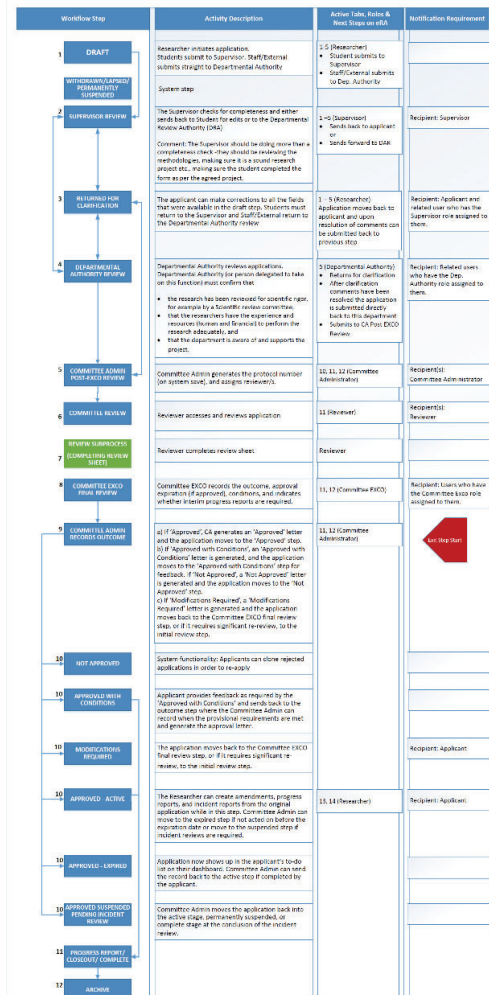 Workflow Step
Activity Description
Active Tabs, Roles &
Next Steps on eRA
Notification Requirement
1
DRAFT
Researcher initiates application.
Students submit to Supervisor. Staff/External
submits straight to Departmental Authority
1-5 (Researcher)
• Student submits to
Supervisor
• Staff/External submits
to Dep. Authority
WITHDRAWN/LAPSED/
PERMANENTLY
SUSPENDED
System step
2
SUPERVISOR REVIEW
The Supervisor checks for completeness and either
sends back to Student for edits or to the Departmental
Review Authority (DRA)
Comment: The Supervisor should be doing more than a
completeness check -they should be reviewing the
methodologies, making sure it is a sound research
project etc., making sure the student completed the
form as per the agreed project.
1 –5 (Supervisor)
• Sends back to applicant
or
• Sends forward to DAR
Recipient: Supervisor
3
RETURNED FOR
CLARIFICATION
The applicant can make corrections to all the fields
that were available in the draft step. Students must
return to the Supervisor and Staff/External return to
the Departmental Authority review
1 – 5 (Researcher)
Application moves back to
applicant and upon
resolution of comments can
be submitted back to
previous step
Recipient: Applicant and
related user who has the
Supervisor role assigned to
them.
4
DEPARTMENTAL
AUTHORITY REVIEW
Departmental Authority reviews applications.
Departmental Authority (or person delegated to take
on this function) must confirm that
• the research has been reviewed for scientific rigor,
for example by a Scientific review committee.
• that the researchers have the experience and
resources (human and financial) to perform the
research adequately, and
• that the department is aware of and supports the
project.
(Departmental Authority)
• Returns for clarification
• After clarification
comments have been
resolved the application
is submitted directly
back to this department
• Submits to CA Post EXCO
Review
Recipient: Related users
who have the Dep.
Authority role assigned to
them.
5
COMMITTEE ADMIN
POST-EXCO REVIEW
Committee Admin generates the protocol number
(on system save), and assigns reviewer/s.
10, 11, 12 (Committee
Administrator)
Recipient(s):
Committee Administrator
6
COMMITTEE REVIEW
Reviewer accesses and reviews application
11 (Reviewer)
Recipient(s):
Reviewer
7
REVIEW SUBPROCESS
(COMPLETING REVIEW
SHEET)
Reviewer completes review sheet
Reviewer
8
COMMITTEE EXCO
FINAL REVIEW
Committee EXCO records the outcome, approval
expiration (if approved), conditions, and indicates
whether interim progress reports are required.
11, 12 (Committee EXCO)
Recipient: Users who have
the Committee Exco role
assigned to them.
9
COMMITTEE ADMIN
RECORDS OUTCOME
a) If 'Approved', CA generates an 'Approved' letter
and the application moves to the 'Approved' step.
b) If 'Approved with Conditions', an 'Approved with
Conditions' letter is generated, and the application
moves to the 'Approved with Conditions' step for
feedback. If 'Not Approved', a 'Not Approved' letter
is generated and the application moves to the 'Not
Approved' step.
c) If 'Modifications Required', a 'Modifications
Required' letter is generated and the application
moves back to the Committee EXCO final review
step, or if it requires significant re-review, to the
initial review step.
11, 12 (Committee
Administrator)
Step Start
10
NOT APPROVED
System functionality: Applicants can clone rejected
applications in order to re-apply
10
APPROVED WITH
CONDITIONS
Applicant provides feedback as required by the
'Approved with Conditions' and sends back to the
outcome step where the Committee Admin can
record when the provisional requirements are met
and generate the approval letter.
10
MODIFICATIONS
REQUIRED
The application moves back to the Committee EXCO
final review step, or if it requires significant re-
review, to the initial review step.
Recipient: Applicant
10
APPROVED - ACTIVE
The Researcher can create amendments, progress
reports, and incident reports from the original
application while in this step. Committee Admin can
move to the expired step if not acted on before the
expiration date or move to the suspended step if
incident reviews are required.
13, 14 (Researcher)
Recipient: Applicant
10
APPROVED - EXPIRED
Application now shows up in the applicant's to-do
list on their dashboard. Committee Admin can send
the record back to the active step if completed by
the applicant.
10
APPROVED SUSPENDED
PENDING INCIDENT
REVIEW
Committee Admin moves the application back into
the active stage, permanently suspended, or
complete stage at the conclusion of the incident
review.
11
PROGRESS REPORT/
CLOSEOUT/ COMPLETE
12
ARCHIVE